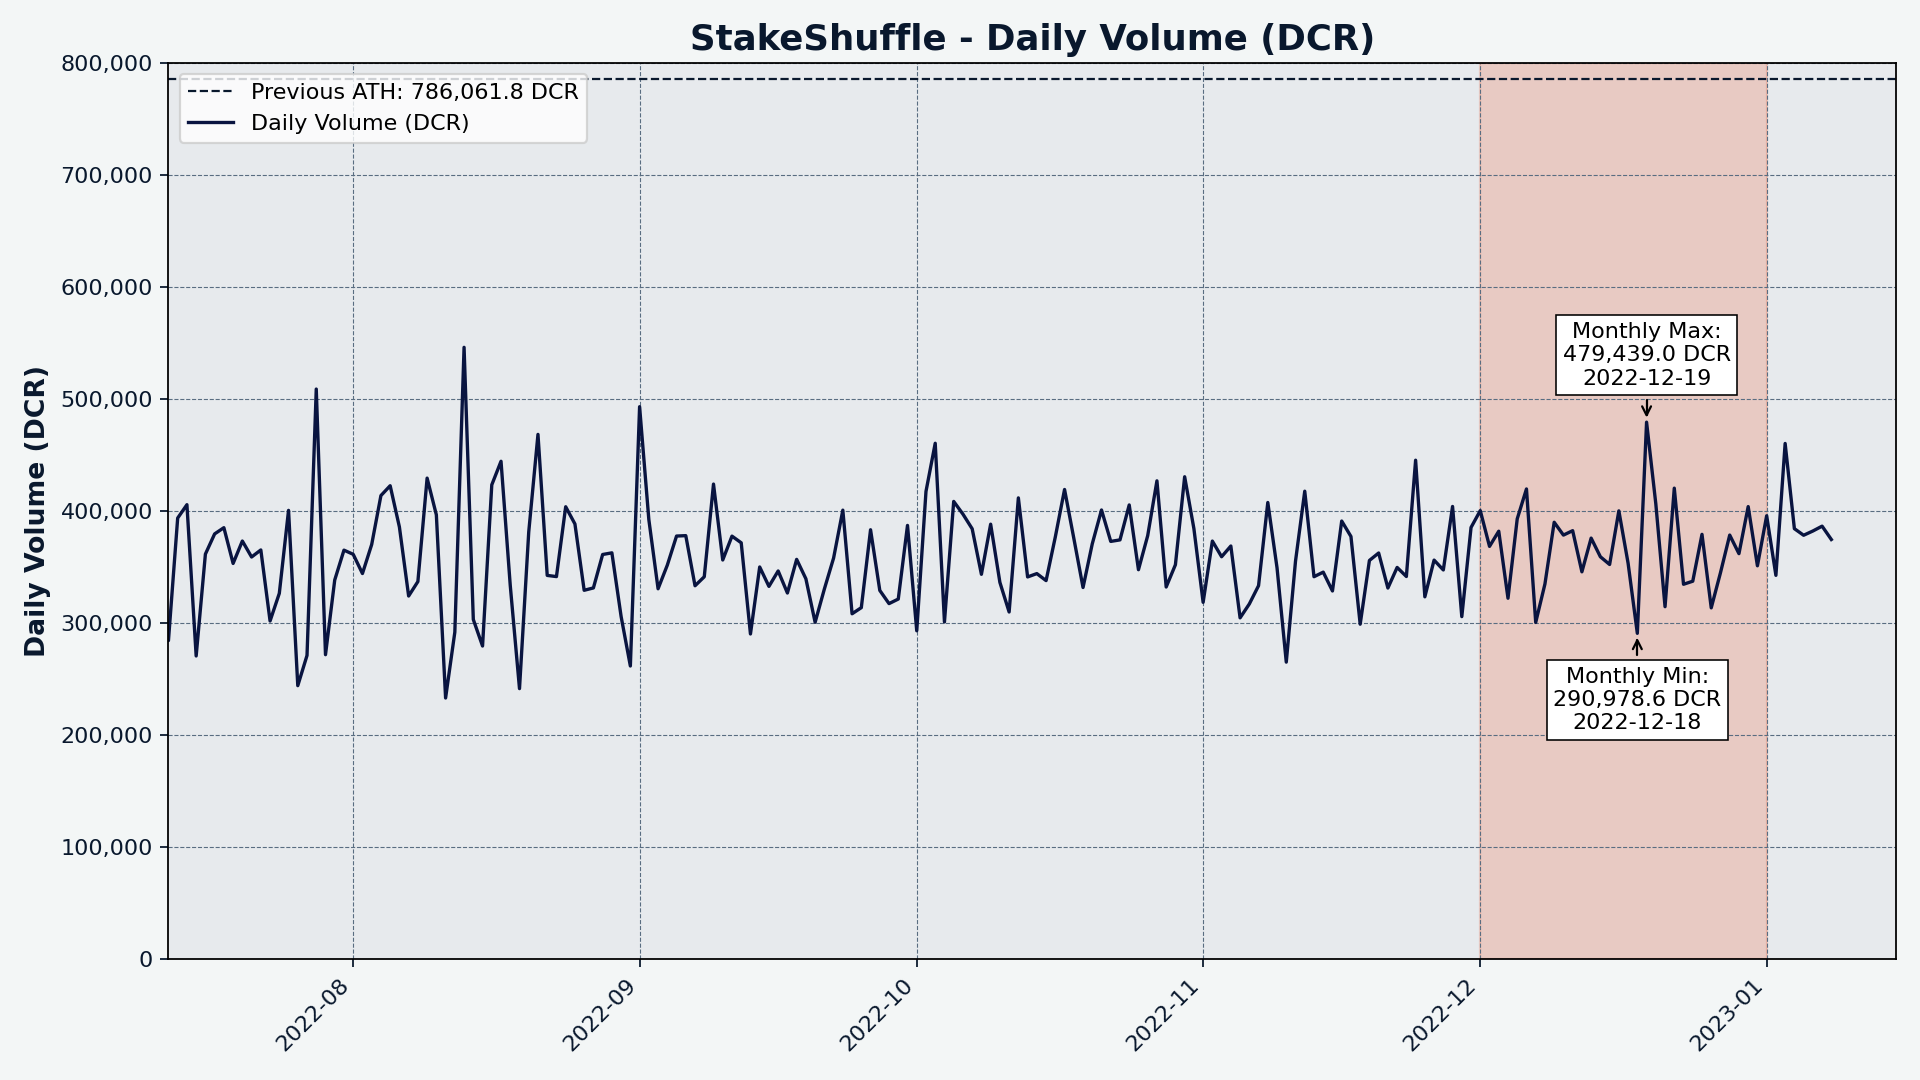 StakeShuffle - Daily Volume (DCR)
Previous ATH: 786,061.8 DCR
Daily Volume (DCR)
Daily Volume (DCR)
800,000
700,000
600,000
500,000
400,000
300,000
200,000
100,000
0
Monthly Max:
479,439.0 DCR
2022-12-19
Monthly Min:
290,978.6 DCR
2022-12-18
2022-08
2022-09
2022-10
2022-11
2022-12
2023-01